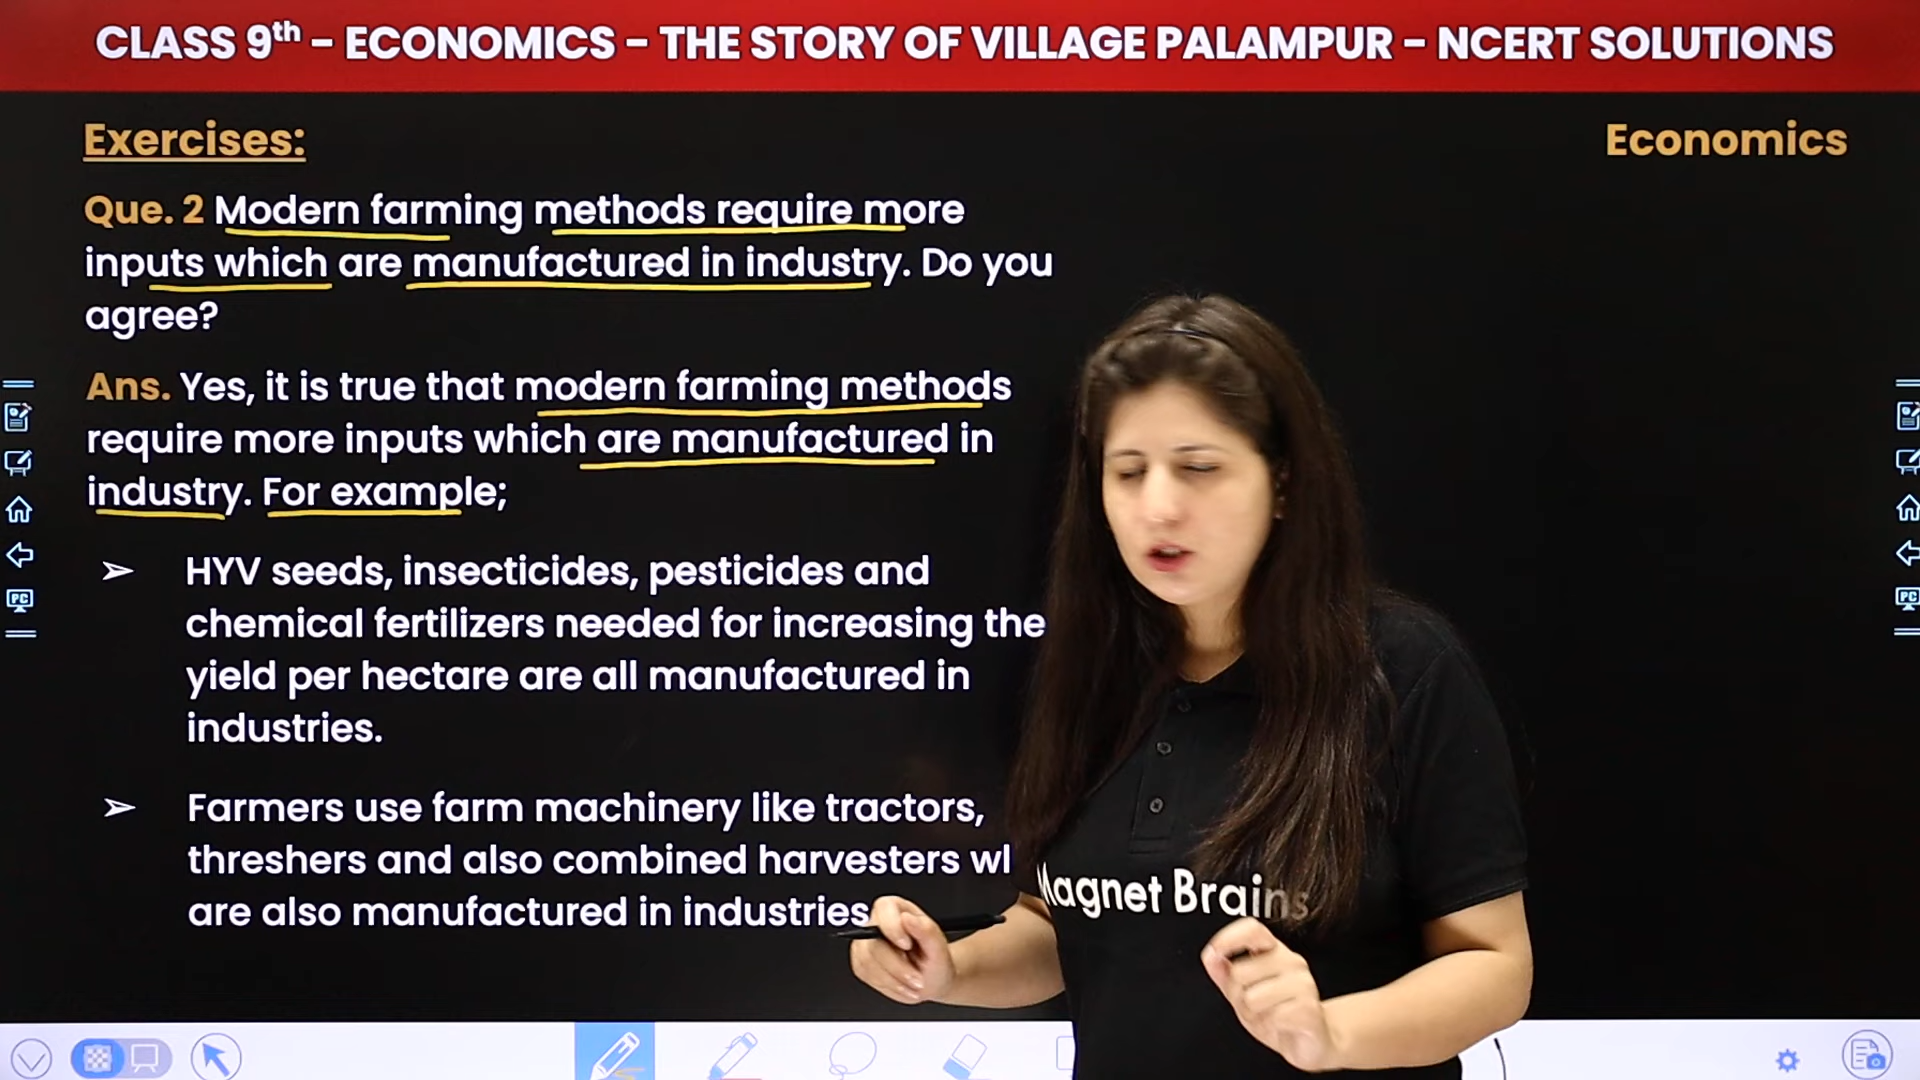 CLASS 9th - ECONOMICS - THE STORY OF VILLAGE PALAMPUR - NCERT SOLUTIONS
Exercises:
Economics
Que. 2 Modern farming methods require more
inputs which are manufactured in industry. Do you
agree?
Ans. Yes, it is true that modern farming methods
require more inputs which are manufactured in
industry. For example;
➢ HYV seeds, insecticides, pesticides and
chemical fertilizers needed for increasing the
yield per hectare are all manufactured in
industries.
➢ Farmers use farm machinery like tractors,
threshers and also combined harvesters
are also manufactured in industries
Magnet Brains
PC
PC